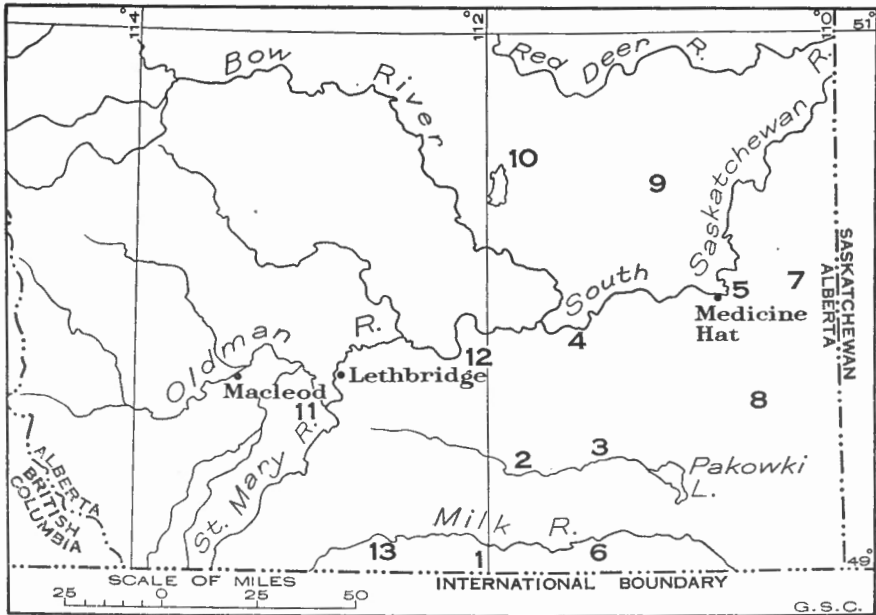 114°
112°
110°
51°
Bow
River
Red Deer R.
10
9
South
Saskatchewan
R.
SASKATCHEWAN
ALBERTA
7
5
Medicine
Hat
4
12
Oldman
R.
Macleod
Lethbridge
11
St. Mary R.
8
2
3
Pakowki
L.
ALBERTA
BRITISH
COLUMBIA
Milk R.
13
1
6
49°
SCALE OF MILES
25 0 25 50
INTERNATIONAL BOUNDARY
G.S.C.